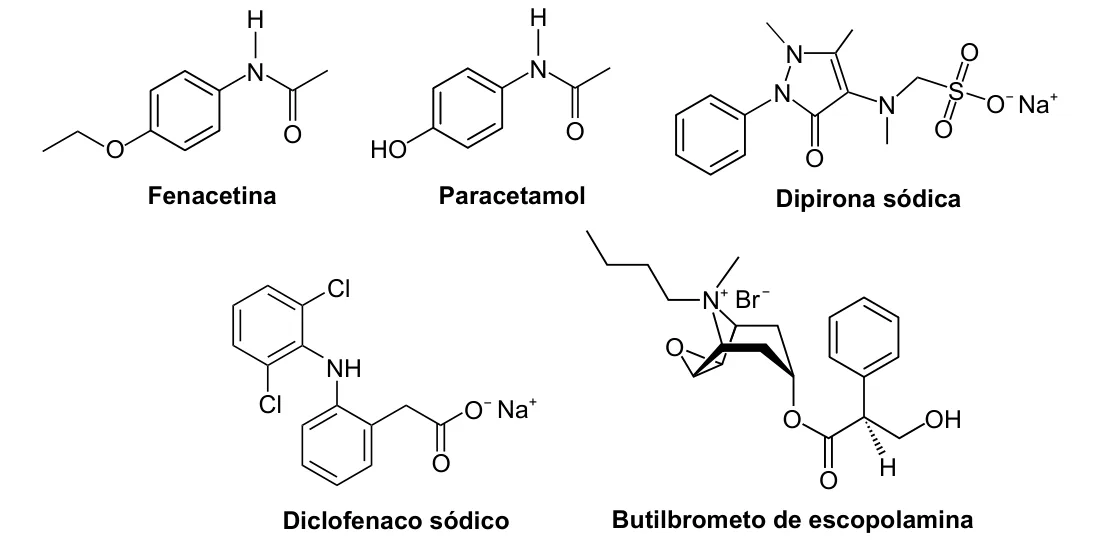 H
N
O
O
Fenacetina
H
N
O
HO
Paracetamol
N
N
O
N
S
O
O
O⁻ Na⁺
Dipirona sódica
Cl
Cl
NH
O⁻ Na⁺
O
Diclofenaco sódico
N⁺ Br⁻
O
O
O
OH
H
Butilbrometo de escopolamina